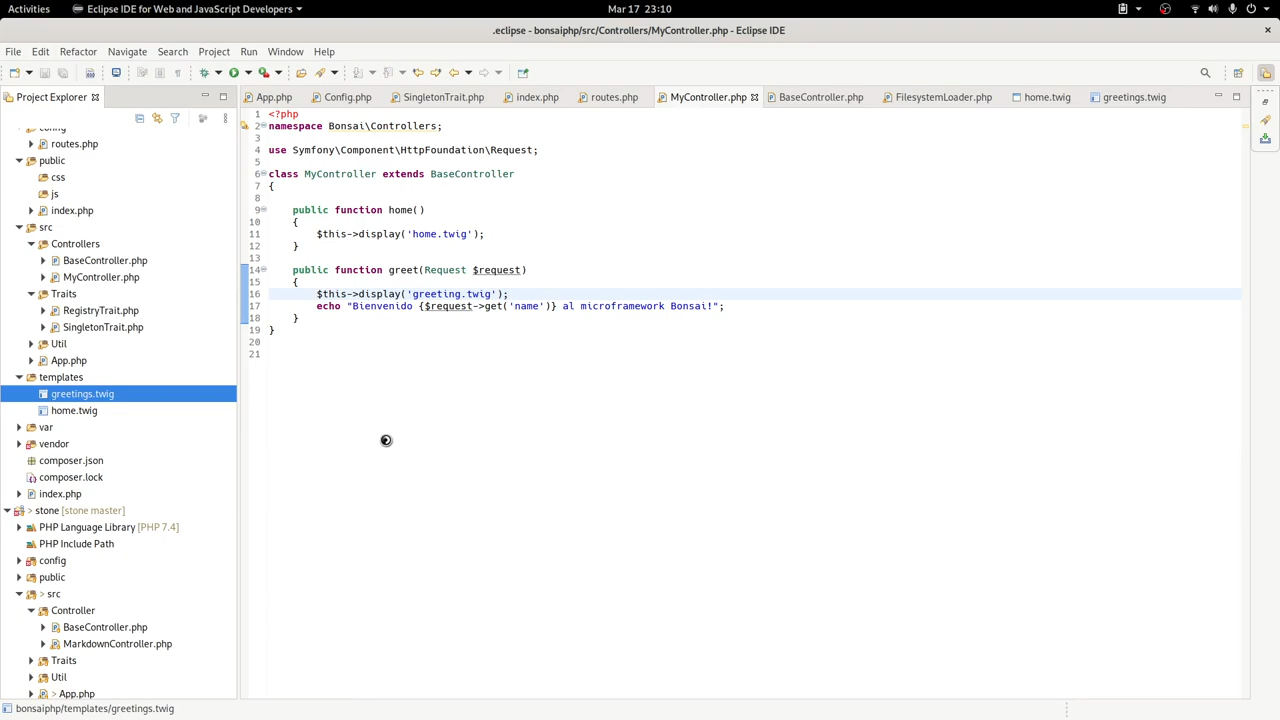 Activities Eclipse IDE for Web and JavaScript Developers Mar 17 23:10
.eclipse - bonsaiphp/src/Controllers/MyController.php - Eclipse IDE
File Edit Refactor Navigate Search Project Run Window Help
Project Explorer
App.php Config.php SingletonTrait.php index.php routes.php MyController.php BaseController.php FilesystemLoader.php home.twig greetings.twig
config
routes.php
public
css
js
index.php
src
Controllers
BaseController.php
MyController.php
Traits
RegistryTrait.php
SingletonTrait.php
Util
App.php
templates
greetings.twig
home.twig
var
vendor
composer.json
composer.lock
index.php
> stone [stone master]
PHP Language Library [PHP 7.4]
PHP Include Path
config
public
> src
Controller
BaseController.php
MarkdownController.php
Traits
Util
> App.php
1 <?php
2 namespace Bonsai\Controllers;
3
4 use Symfony\Component\HttpFoundation\Request;
5
6 class MyController extends BaseController
7 {
8
9 public function home()
10 {
11 $this->display('home.twig');
12 }
13
14 public function greet(Request $request)
15 {
16 $this->display('greeting.twig');
17 echo "Bienvenido {$request->get('name')} al microframework Bonsai!";
18 }
19 }
20
21
bonsaiphp/templates/greetings.twig